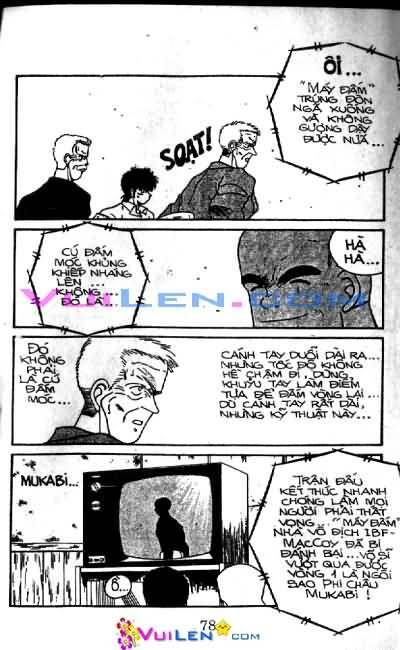 ÔI...
"MÁY ĐẤM"
TRÚNG ĐÒN
NGÃ XUỐNG
VÀ KHÔNG
GƯỢNG DẬY
ĐƯỢC NỮA...
SOẠT!
CÚ ĐẤM
MÓC KHỦNG
KHIẾP NHANG
LÊN...
KHÔNG...
ĐÓ LÀ...
HÀ
HÀ...
VUILEN.COM
ĐÓ
KHÔNG
PHẢI
LÀ CÚ
ĐẤM
MÓC...
CÁNH TAY DUỖI DÀI RA...
NHƯNG TỐC ĐỘ KHÔNG
HỀ CHẬM ĐI, DÙNG
KHUỶU TAY LÀM ĐIỂM
TỰA ĐỂ ĐẤM VÒNG LẠI...
DÙ CÁNH TAY RẤT DÀI,
NHƯNG KỸ THUẬT NÀY...
MUKABI...
TRẬN ĐẤU
KẾT THÚC NHANH
CHÓNG LÀM MỌI
NGƯỜI PHẢI THẤT
VỌNG... "MÁY ĐẤM"
NHÀ VÔ ĐỊCH IBF-
MACCOY ĐÃ BỊ
ĐÁNH BẠI... VÕ SĨ
VƯỢT QUA ĐƯỢC
VÒNG 1 LÀ NGÔI
SAO PHI CHÂU
MUKABI!
Ồ...
78
VUILEN.COM